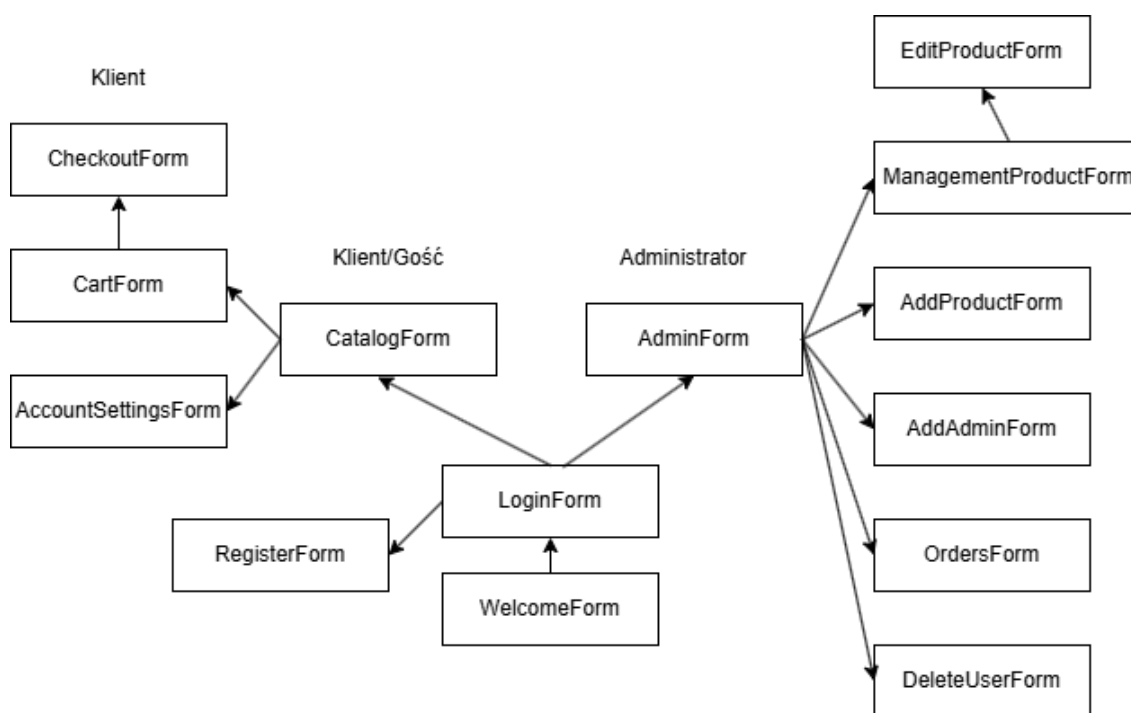 EditProductForm
Klient
CheckoutForm
ManagementProductForm
Klient/Gość
Administrator
CartForm
AddProductForm
CatalogForm
AdminForm
AccountSettingsForm
AddAdminForm
LoginForm
RegisterForm
OrdersForm
WelcomeForm
DeleteUserForm